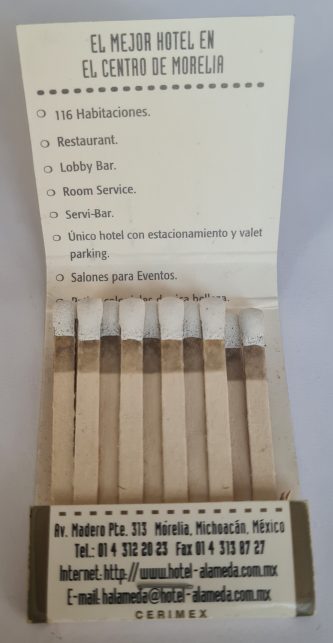 EL MEJOR HOTEL EN
EL CENTRO DE MORELIA
116 Habitaciones.
Restaurant.
Lobby Bar.
Room Service.
Servi-Bar.
Único hotel con estacionamiento y valet
parking.
Salones para Eventos.
Av. Madero Pte. 313 Morelia, Michoacán, México
Tel.: 01 4 312 20 23 Fax 01 4 313 87 27
Internet: http://www.hotel-alameda.com.mx
E-mail: halameda@hotel-alameda.com.mx
CERIMEX